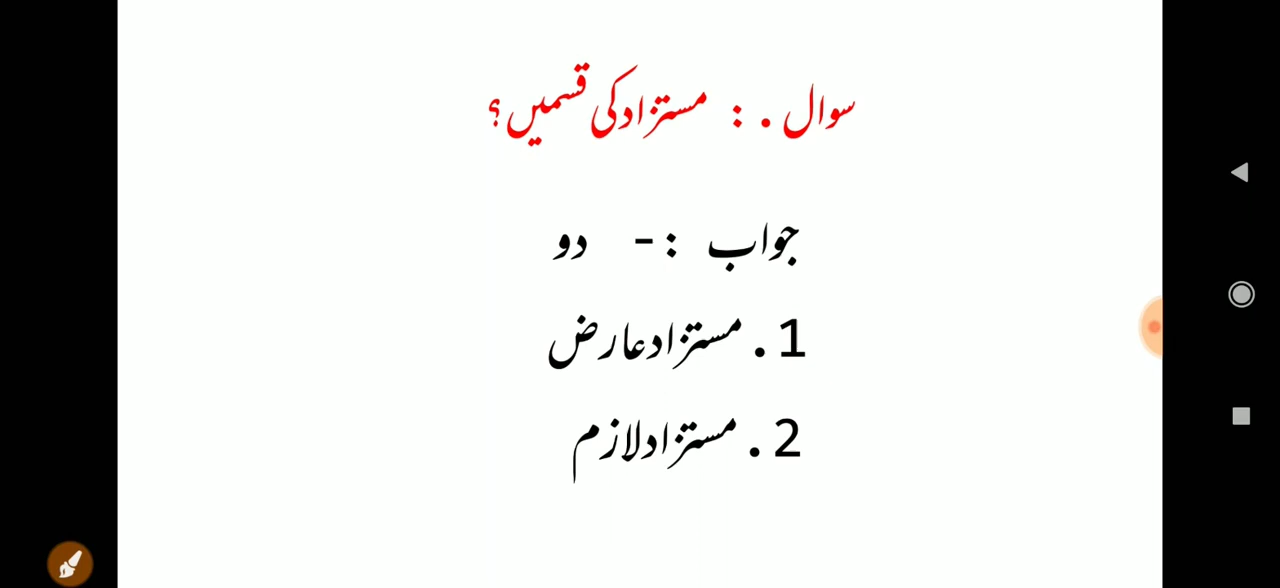 سوال .: مستزاد کی قسمیں؟
جواب :- دو
1. مستزاد عارض
2. مستزاد لازم